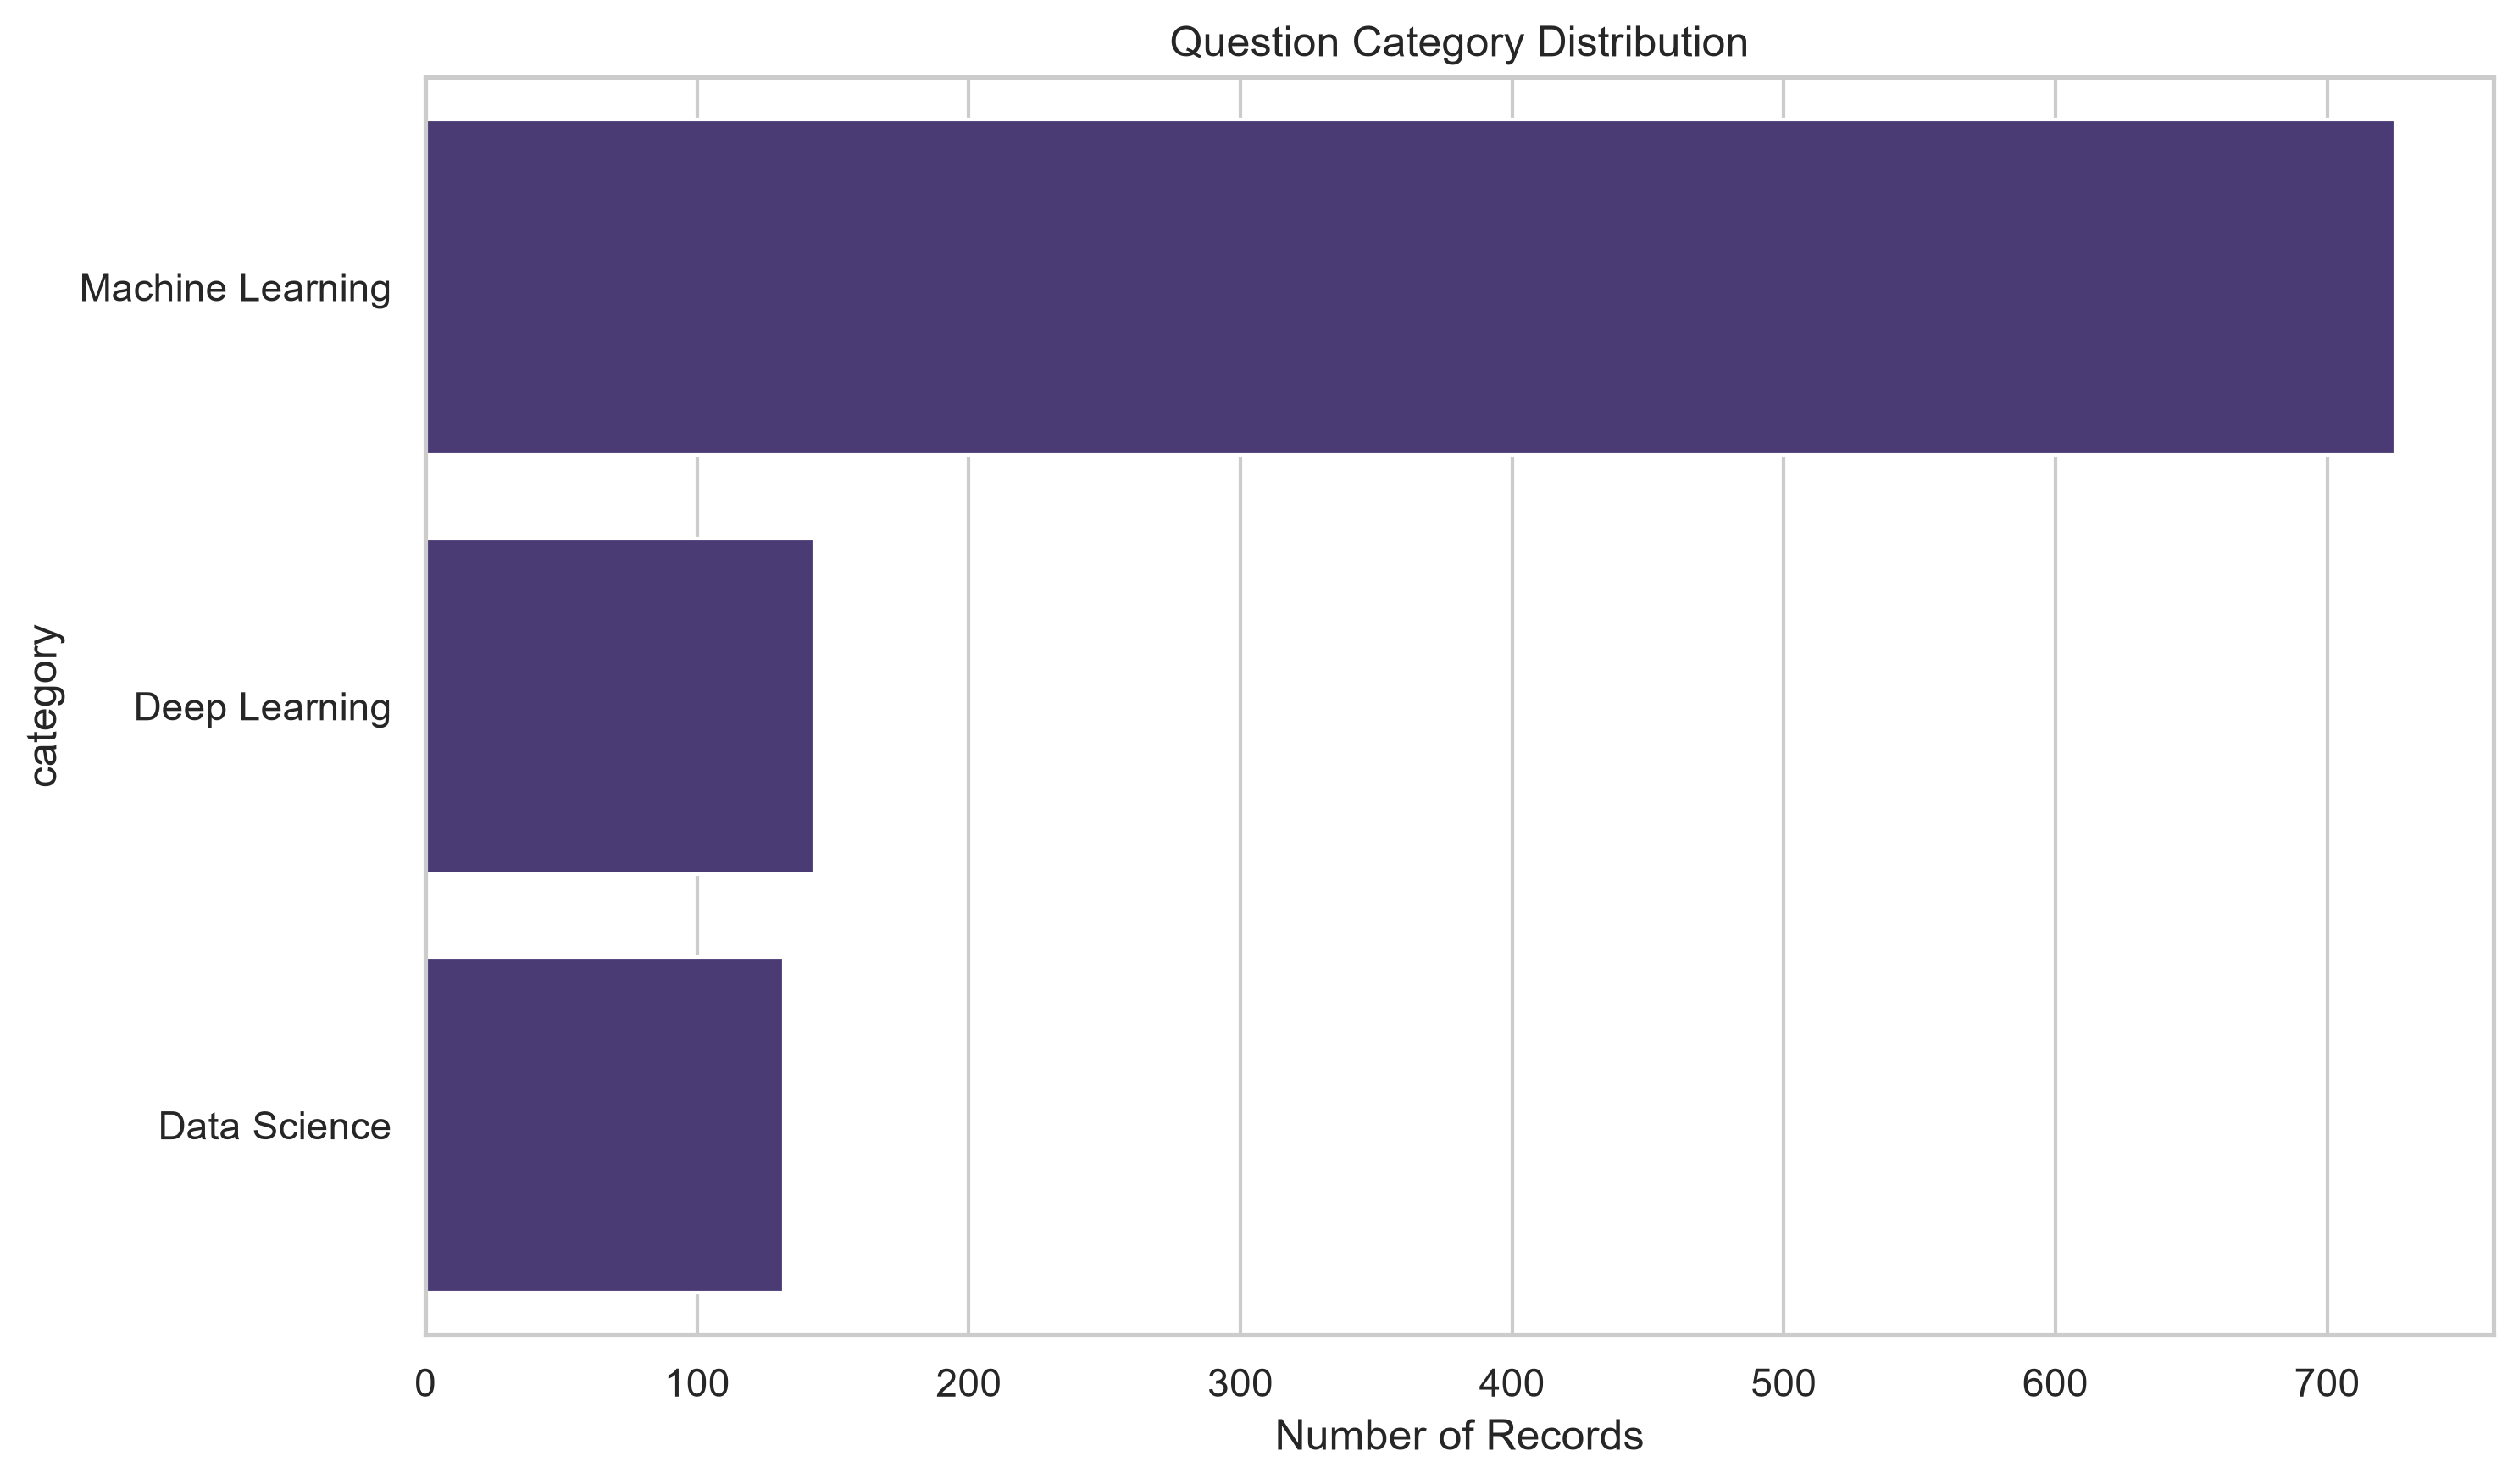 Question Category Distribution
Machine Learning
Deep Learning
Data Science
category
0 100 200 300 400 500 600 700
Number of Records